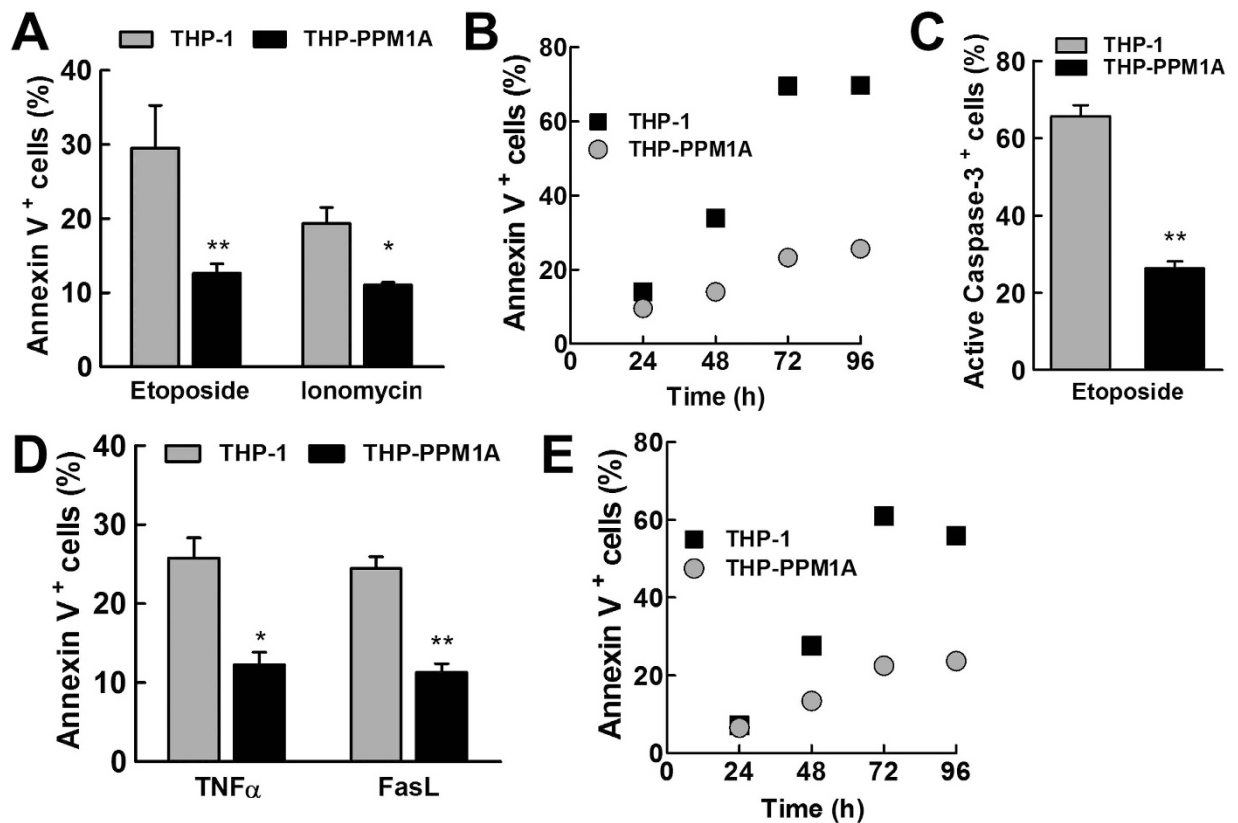 A
THP-1 THP-PPM1A
Annexin V + cells (%)
40
30
20
10
0
**
*
Etoposide Ionomycin
B
Annexin V + cells (%)
80
60
40
20
0
THP-1
THP-PPM1A
0 24 48 72 96
Time (h)
C
THP-1
THP-PPM1A
Active Caspase-3 + cells (%)
80
60
40
20
0
**
Etoposide
D
THP-1 THP-PPM1A
Annexin V + cells (%)
40
30
20
10
0
*
**
TNFα FasL
E
Annexin V + cells (%)
80
60
40
20
0
THP-1
THP-PPM1A
0 24 48 72 96
Time (h)